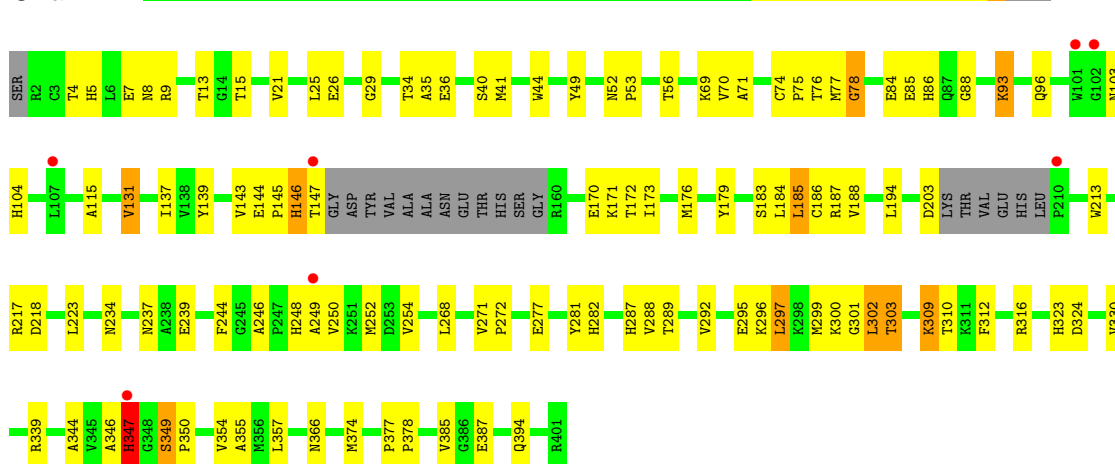 SER R2 C3 T4 H5 L6 E7 N8 R9 T13 G14 T15 V21 L25 E26 G29 T34 A35 E36 S40 M41 W44 Y49 N52 P53 T56 K69 V70 A71 C74 P75 T76 M77 G78 E84 E85 H86 Q87 G88 K93 Q96 W101 G102 N103
H104 L107 A115 V131 I137 V138 Y139 V143 E144 P145 H146 T147 GLY ASP TYR VAL ALA ALA ASN GLU THR HIS SER GLY R160 E170 K171 T172 I173 M176 Y179 S183 L184 L185 C186 R187 V188 L194 D203 LYS THR VAL GLU HIS LEU P210 W213
R217 D218 L223 N234 N237 A238 E239 F244 G245 A246 P247 H248 A249 V250 K251 M252 D253 V254 L268 V271 P272 E277 Y281 H282 H287 V288 T289 V292 E295 K296 L297 K298 M299 K300 G301 L302 T303 K309 T310 K311 F312 R316 H323 D324
R339 A344 V345 A346 H347 G348 S349 P350 V354 A355 M356 L357 N366 M374 P377 P378 V385 G386 E387 Q394 R401